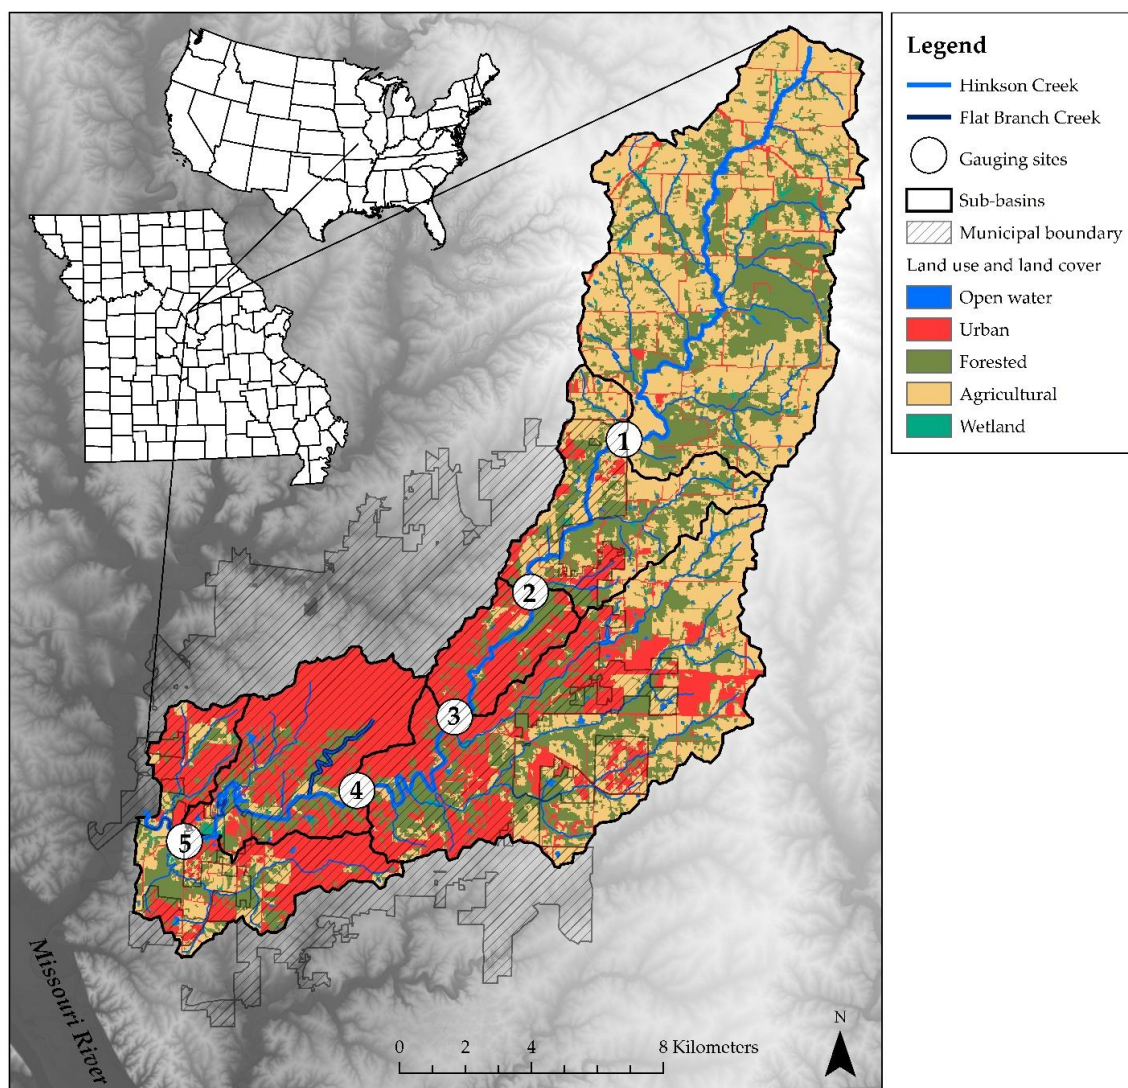 Legend
Hinkson Creek
Flat Branch Creek
Gauging sites
Sub-basins
Municipal boundary
Land use and land cover
Open water
Urban
Forested
Agricultural
Wetland
1
2
3
4
5
Missouri River
0 2 4 8 Kilometers
N